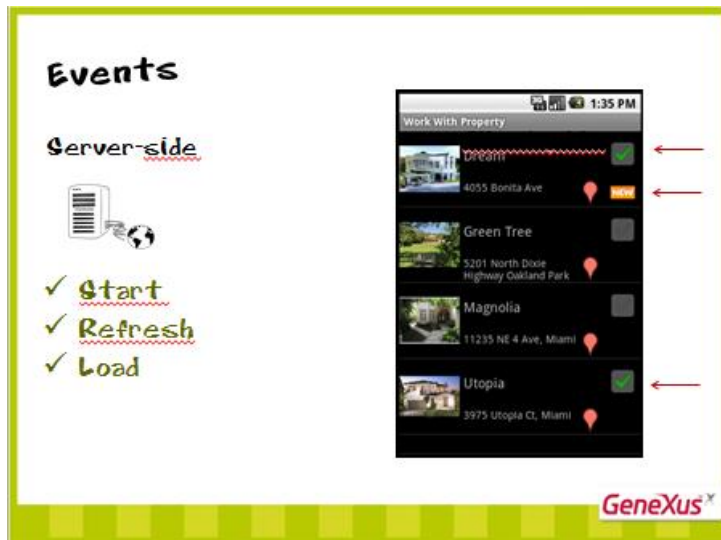 Events
Server-side
✓ Start
✓ Refresh
✓ Load
3G
1:35 PM
Work With Property
Dream
4055 Bonita Ave
NEW
Green Tree
5201 North Dixie
Highway Oakland Park
Magnolia
11235 NE 4 Ave, Miami
Utopia
3975 Utopia Ct, Miami
GeneXus X